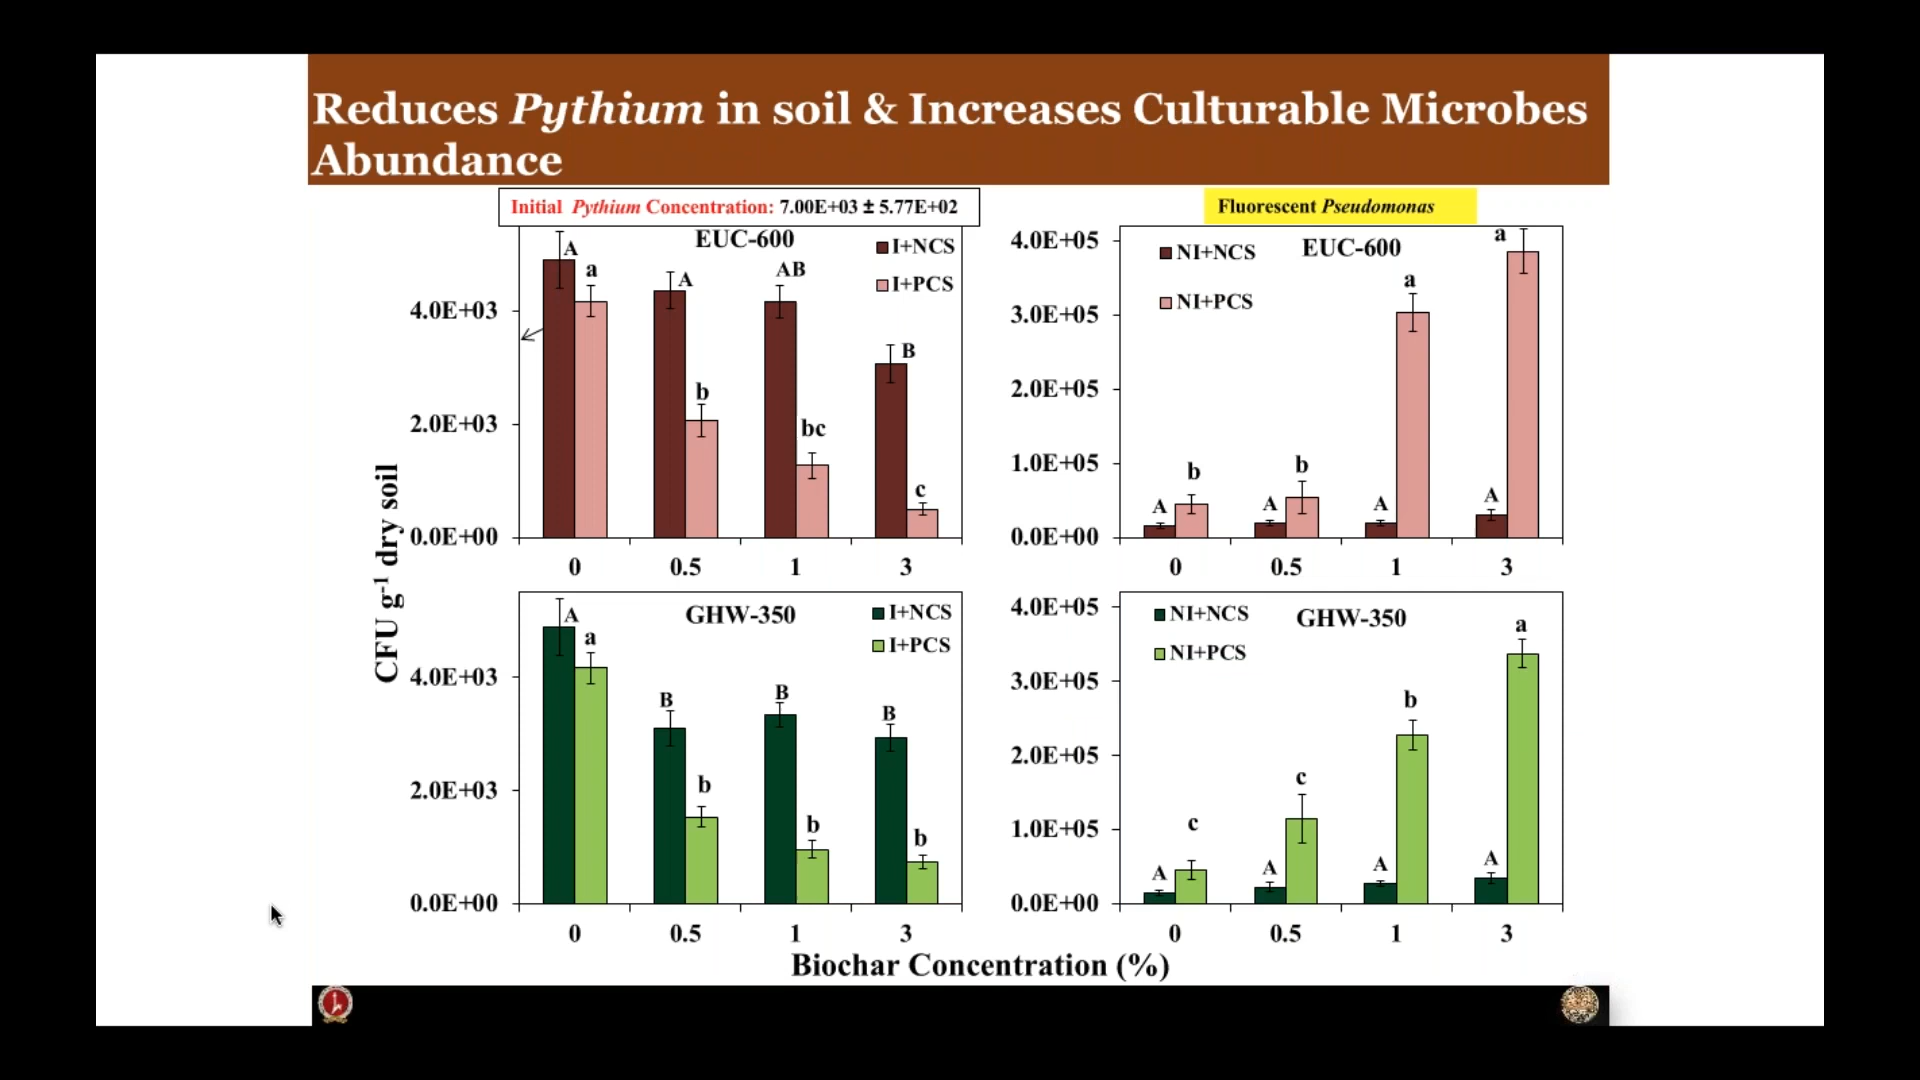 Reduces Pythium in soil & Increases Culturable Microbes
Abundance
Initial Pythium Concentration: 7.00E+03 ± 5.77E+02
Fluorescent Pseudomonas
CFU g-1 dry soil
EUC-600
I+NCS
I+PCS
4.0E+03
2.0E+03
0.0E+00
A a A b AB bc B c
0 0.5 1 3
EUC-600
NI+NCS
NI+PCS
4.0E+05
3.0E+05
2.0E+05
1.0E+05
0.0E+00
A b A b A a A a
0 0.5 1 3
GHW-350
I+NCS
I+PCS
4.0E+03
2.0E+03
0.0E+00
A a B b B b B b
0 0.5 1 3
GHW-350
NI+NCS
NI+PCS
4.0E+05
3.0E+05
2.0E+05
1.0E+05
0.0E+00
A c A c A b A a
0 0.5 1 3
Biochar Concentration (%)